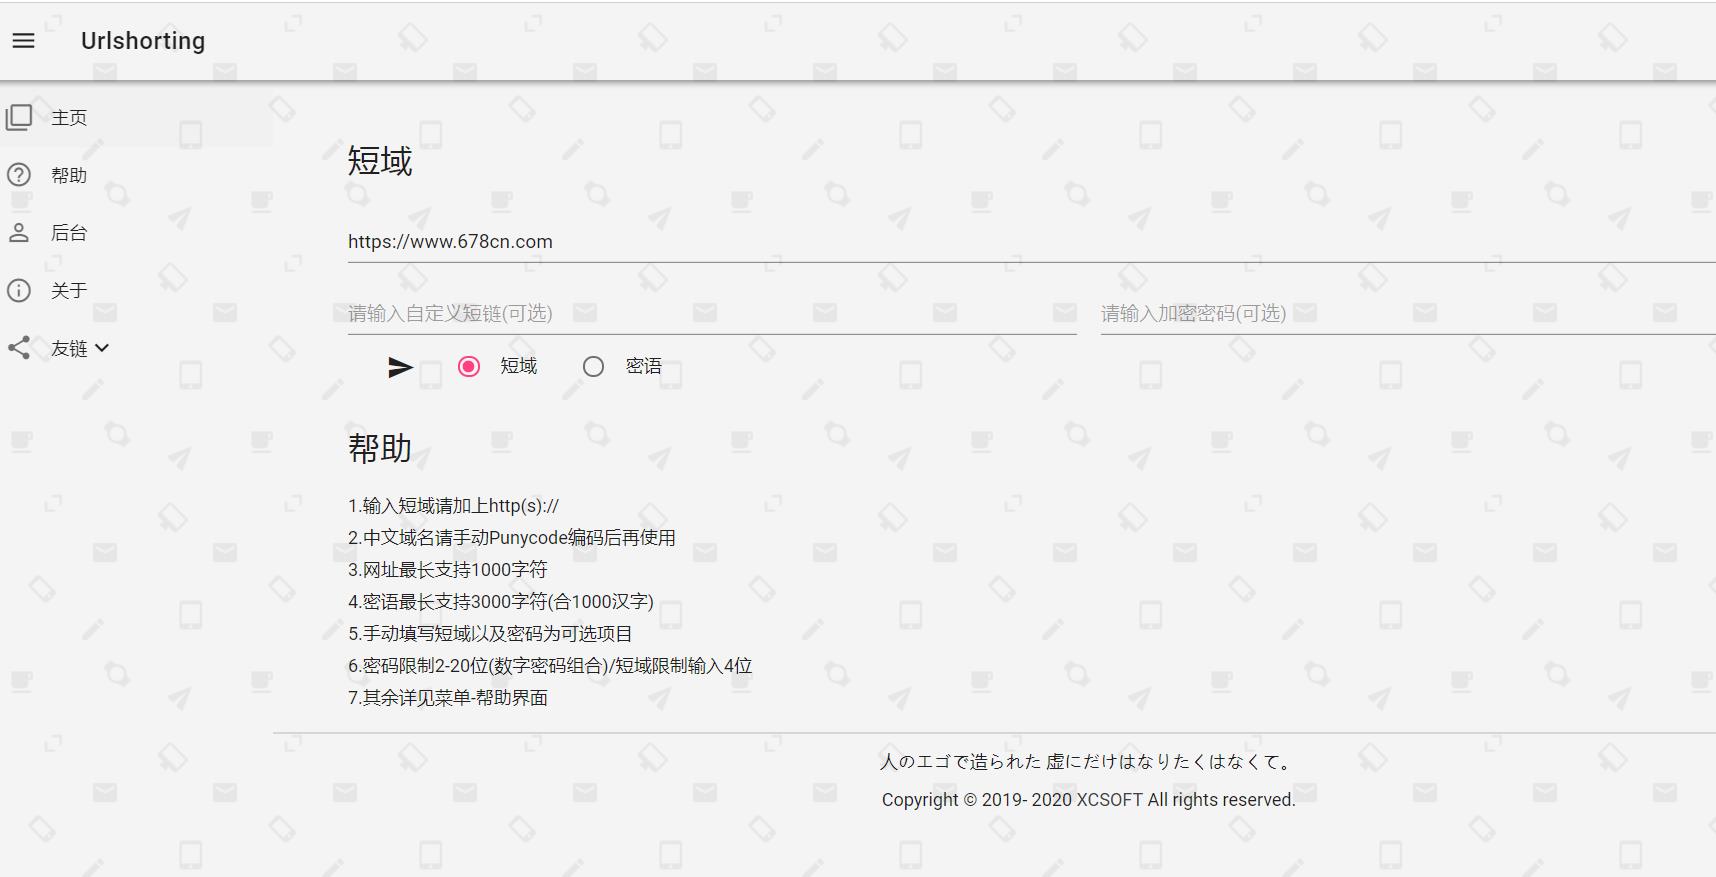 Urlshorting
主页
帮助
后台
关于
友链
短域
https://www.678cn.com
请输入自定义短链(可选)
请输入加密密码(可选)
短域
密语
帮助
1.输入短域请加上http(s)://
2.中文域名请手动Punycode编码后再使用
3.网址最长支持1000字符
4.密语最长支持3000字符(合1000汉字)
5.手动填写短域以及密码为可选项目
6.密码限制2-20位(数字密码组合)/短域限制输入4位
7.其余详见菜单-帮助界面
人のエゴで造られた 虚にだけはなりたくはなくて。
Copyright © 2019- 2020 XCSOFT All rights reserved.